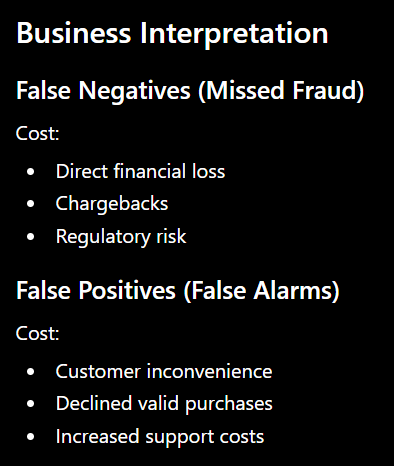 Business Interpretation
False Negatives (Missed Fraud)
Cost:
• Direct financial loss
• Chargebacks
• Regulatory risk
False Positives (False Alarms)
Cost:
• Customer inconvenience
• Declined valid purchases
• Increased support costs